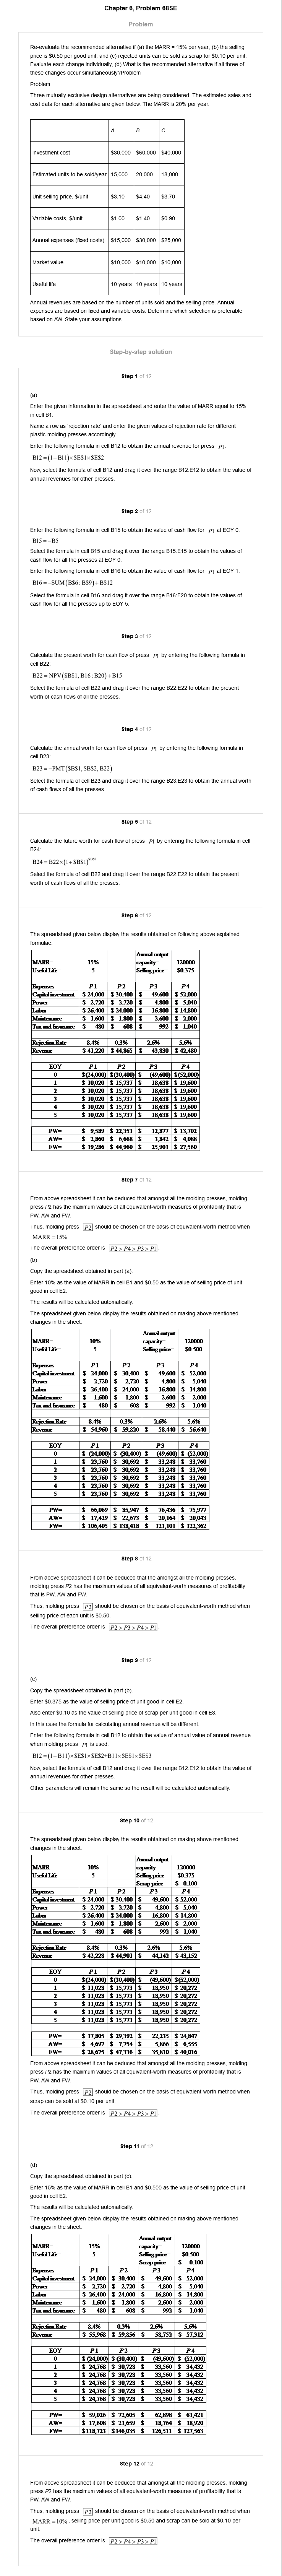 Chapter 6, Problem 68SE
Problem
Re-evaluate the recommended alternative if (a) the MARR = 15% per year; (b) the selling
price is $0.50 per good unit; and (c) rejected units can be sold as scrap for $0.10 per unit.
Evaluate each change individually, (d) What is the recommended alternative if all three of
these changes occur simultaneously?Problem
Problem
Three mutually exclusive design alternatives are being considered. The estimated sales and
cost data for each alternative are given below. The MARR is 20% per year.
A B C
Investment cost $30,000 $60,000 $40,000
Estimated units to be sold/year 15,000 20,000 18,000
Unit selling price, $/unit $3.10 $4.40 $3.70
Variable costs, $/unit $1.00 $1.40 $0.90
Annual expenses (fixed costs) $15,000 $30,000 $25,000
Market value $10,000 $10,000 $10,000
Useful life 10 years 10 years 10 years
Annual revenues are based on the number of units sold and the selling price. Annual
expenses are based on fixed and variable costs. Determine which selection is preferable
based on AW. State your assumptions.
Step-by-step solution
Step 1 of 12
(a)
Enter the given information in the spreadsheet and enter the value of MARR equal to 15%
in cell B1.
Name a row as 'rejection rate' and enter the given values of rejection rate for different
plastic-molding presses accordingly.
Enter the following formula in cell B12 to obtain the annual revenue for press P1:
B12 = (1−B11)×$E$1×$E$2
Now, select the formula of cell B12 and drag it over the range B12:E12 to obtain the value of
annual revenues for other presses.
Step 2 of 12
Enter the following formula in cell B15 to obtain the value of cash flow for P1 at EOY 0:
B15 = −B5
Select the formula in cell B15 and drag it over the range B15:E15 to obtain the values of
cash flow for all the presses at EOY 0.
Enter the following formula in cell B16 to obtain the value of cash flow for P1 at EOY 1:
B16 = −SUM(B$6:B$9)+B$12
Select the formula in cell B16 and drag it over the range B16:E20 to obtain the values of
cash flow for all the presses up to EOY 5.
Step 3 of 12
Calculate the present worth for cash flow of press P1 by entering the following formula in
cell B22:
B22 = NPV($B$1, B16:B20)+B15
Select the formula of cell B22 and drag it over the range B22:E22 to obtain the present
worth of cash flows of all the presses.
Step 4 of 12
Calculate the annual worth for cash flow of press P1 by entering the following formula in
cell B23:
B23 = −PMT($B$1, $B$2, B22)
Select the formula of cell B23 and drag it over the range B23:E23 to obtain the annual worth
of cash flows of all the presses.
Step 5 of 12
Calculate the future worth for cash flow of press P1 by entering the following formula in cell
B24:
B24 = B22×(1+$B$1)^$B$2
Select the formula of cell B22 and drag it over the range B22:E22 to obtain the present
worth of cash flows of all the presses.
Step 6 of 12
The spreadsheet given below display the results obtained on following above explained
formulae:
Annual output
MARR= 15% capacity= 120000
Useful Life= 5 Selling price= $0.375
Expenses P1 P2 P3 P4
Capital investment $ 24,000 $ 30,400 $ 49,600 $ 52,000
Power $ 2,720 $ 2,720 $ 4,800 $ 5,040
Labor $ 26,400 $ 24,000 $ 16,800 $ 14,800
Maintenance $ 1,600 $ 1,800 $ 2,600 $ 2,000
Tax and Insurance $ 480 $ 608 $ 992 $ 1,040
Rejection Rate 8.4% 0.3% 2.6% 5.6%
Revenue $ 41,220 $ 44,865 $ 43,830 $ 42,480
EOY P1 P2 P3 P4
0 $(24,000) $(30,400) $ (49,600) $(52,000)
1 $ 10,020 $ 15,737 $ 18,638 $ 19,600
2 $ 10,020 $ 15,737 $ 18,638 $ 19,600
3 $ 10,020 $ 15,737 $ 18,638 $ 19,600
4 $ 10,020 $ 15,737 $ 18,638 $ 19,600
5 $ 10,020 $ 15,737 $ 18,638 $ 19,600
PW= $ 9,589 $ 22,353 $ 12,877 $ 13,702
AW= $ 2,860 $ 6,668 $ 3,842 $ 4,088
FW= $ 19,286 $ 44,960 $ 25,901 $ 27,560
Step 7 of 12
From above spreadsheet it can be deduced that amongst all the molding presses, molding
press P2 has the maximum values of all equivalent-worth measures of profitability that is
PW, AW and FW.
Thus, molding press P2 should be chosen on the basis of equivalent-worth method when
MARR = 15%.
The overall preference order is P2 > P4 > P3 > P1
(b)
Copy the spreadsheet obtained in part (a).
Enter 10% as the value of MARR in cell B1 and $0.50 as the value of selling price of unit
good in cell E2.
The results will be calculated automatically.
The spreadsheet given below display the results obtained on making above mentioned
changes in the sheet:
Annual output
MARR= 10% capacity= 120000
Useful Life= 5 Selling price= $0.500
Expenses P1 P2 P3 P4
Capital investment $ 24,000 $ 30,400 $ 49,600 $ 52,000
Power $ 2,720 $ 2,720 $ 4,800 $ 5,040
Labor $ 26,400 $ 24,000 $ 16,800 $ 14,800
Maintenance $ 1,600 $ 1,800 $ 2,600 $ 2,000
Tax and Insurance $ 480 $ 608 $ 992 $ 1,040
Rejection Rate 8.4% 0.3% 2.6% 5.6%
Revenue $ 54,960 $ 59,820 $ 58,440 $ 56,640
EOY P1 P2 P3 P4
0 $ (24,000) $ (30,400) $ (49,600) $ (52,000)
1 $ 23,760 $ 30,692 $ 33,248 $ 33,760
2 $ 23,760 $ 30,692 $ 33,248 $ 33,760
3 $ 23,760 $ 30,692 $ 33,248 $ 33,760
4 $ 23,760 $ 30,692 $ 33,248 $ 33,760
5 $ 23,760 $ 30,692 $ 33,248 $ 33,760
PW= $ 66,069 $ 85,947 $ 76,436 $ 75,977
AW= $ 17,429 $ 22,673 $ 20,164 $ 20,043
FW= $ 106,405 $ 138,418 $ 123,101 $ 122,362
Step 8 of 12
From above spreadsheet it can be deduced that amongst all the molding presses,
molding press P2 has the maximum values of all equivalent-worth measures of profitability
that is PW, AW and FW.
Thus, molding press P2 should be chosen on the basis of equivalent-worth method when
selling price of each unit is $0.50.
The overall preference order is P2 > P3 > P4 > P1
Step 9 of 12
(c)
Copy the spreadsheet obtained in part (b).
Enter $0.375 as the value of selling price of unit good in cell E2.
Also enter $0.10 as the value of selling price of scrap per unit good in cell E3.
In this case the formula for calculating annual revenue will be different.
Enter the following formula in cell B12 to obtain the value of annual value of annual revenue
when molding press P1 is used:
B12 = (1−B11)×$E$1×$E$2+B11×$E$1×$E$3
Now, select the formula of cell B12 and drag it over the range B12:E12 to obtain the value of
annual revenues for other presses.
Other parameters will remain the same so the result will be calculated automatically.
Step 10 of 12
The spreadsheet given below display the results obtained on making above mentioned
changes in the sheet:
Annual output
MARR= 10% capacity= 120000
Useful Life= 5 Selling price= $0.375
Scrap price= $ 0.100
Expenses P1 P2 P3 P4
Capital investment $ 24,000 $ 30,400 $ 49,600 $ 52,000
Power $ 2,720 $ 2,720 $ 4,800 $ 5,040
Labor $ 26,400 $ 24,000 $ 16,800 $ 14,800
Maintenance $ 1,600 $ 1,800 $ 2,600 $ 2,000
Tax and Insurance $ 480 $ 608 $ 992 $ 1,040
Rejection Rate 8.4% 0.3% 2.6% 5.6%
Revenue $ 42,228 $ 44,901 $ 44,142 $ 43,152
EOY P1 P2 P3 P4
0 $(24,000) $(30,400) $ (49,600) $(52,000)
1 $ 11,028 $ 15,773 $ 18,950 $ 20,272
2 $ 11,028 $ 15,773 $ 18,950 $ 20,272
3 $ 11,028 $ 15,773 $ 18,950 $ 20,272
4 $ 11,028 $ 15,773 $ 18,950 $ 20,272
5 $ 11,028 $ 15,773 $ 18,950 $ 20,272
PW= $ 17,805 $ 29,392 $ 22,235 $ 24,847
AW= $ 4,697 $ 7,754 $ 5,866 $ 6,555
FW= $ 28,675 $ 47,336 $ 35,810 $ 40,016
From above spreadsheet it can be deduced that amongst all the molding presses, molding
press P2 has the maximum values of all equivalent-worth measures of profitability that is
PW, AW and FW.
Thus, molding press P2 should be chosen on the basis of equivalent-worth method when
scrap can be sold at $0.10 per unit.
The overall preference order is P2 > P4 > P3 > P1.
Step 11 of 12
(d)
Copy the spreadsheet obtained in part (c).
Enter 15% as the value of MARR in cell B1 and $0.500 as the value of selling price of unit
good in cell E2.
The results will be calculated automatically.
The spreadsheet given below display the results obtained on making above mentioned
changes in the sheet:
Annual output
MARR= 15% capacity= 120000
Useful Life= 5 Selling price= $0.500
Scrap price= $ 0.100
Expenses P1 P2 P3 P4
Capital investment $ 24,000 $ 30,400 $ 49,600 $ 52,000
Power $ 2,720 $ 2,720 $ 4,800 $ 5,040
Labor $ 26,400 $ 24,000 $ 16,800 $ 14,800
Maintenance $ 1,600 $ 1,800 $ 2,600 $ 2,000
Tax and Insurance $ 480 $ 608 $ 992 $ 1,040
Rejection Rate 8.4% 0.3% 2.6% 5.6%
Revenue $ 55,968 $ 59,856 $ 58,752 $ 57,312
EOY P1 P2 P3 P4
0 $ (24,000) $ (30,400) $ (49,600) $ (52,000)
1 $ 24,768 $ 30,728 $ 33,560 $ 34,432
2 $ 24,768 $ 30,728 $ 33,560 $ 34,432
3 $ 24,768 $ 30,728 $ 33,560 $ 34,432
4 $ 24,768 $ 30,728 $ 33,560 $ 34,432
5 $ 24,768 $ 30,728 $ 33,560 $ 34,432
PW= $ 59,026 $ 72,605 $ 62,898 $ 63,421
AW= $ 17,608 $ 21,659 $ 18,764 $ 18,920
FW= $118,723 $146,035 $ 126,511 $ 127,563
Step 12 of 12
From above spreadsheet it can be deduced that amongst all the molding presses, molding
press P2 has the maximum values of all equivalent-worth measures of profitability that is
PW, AW and FW.
Thus, molding press P2 should be chosen on the basis of equivalent-worth method when
MARR = 10%, selling price per unit good is $0.50 and scrap can be sold at $0.10 per
unit.
The overall preference order is P2 > P4 > P3 > P1